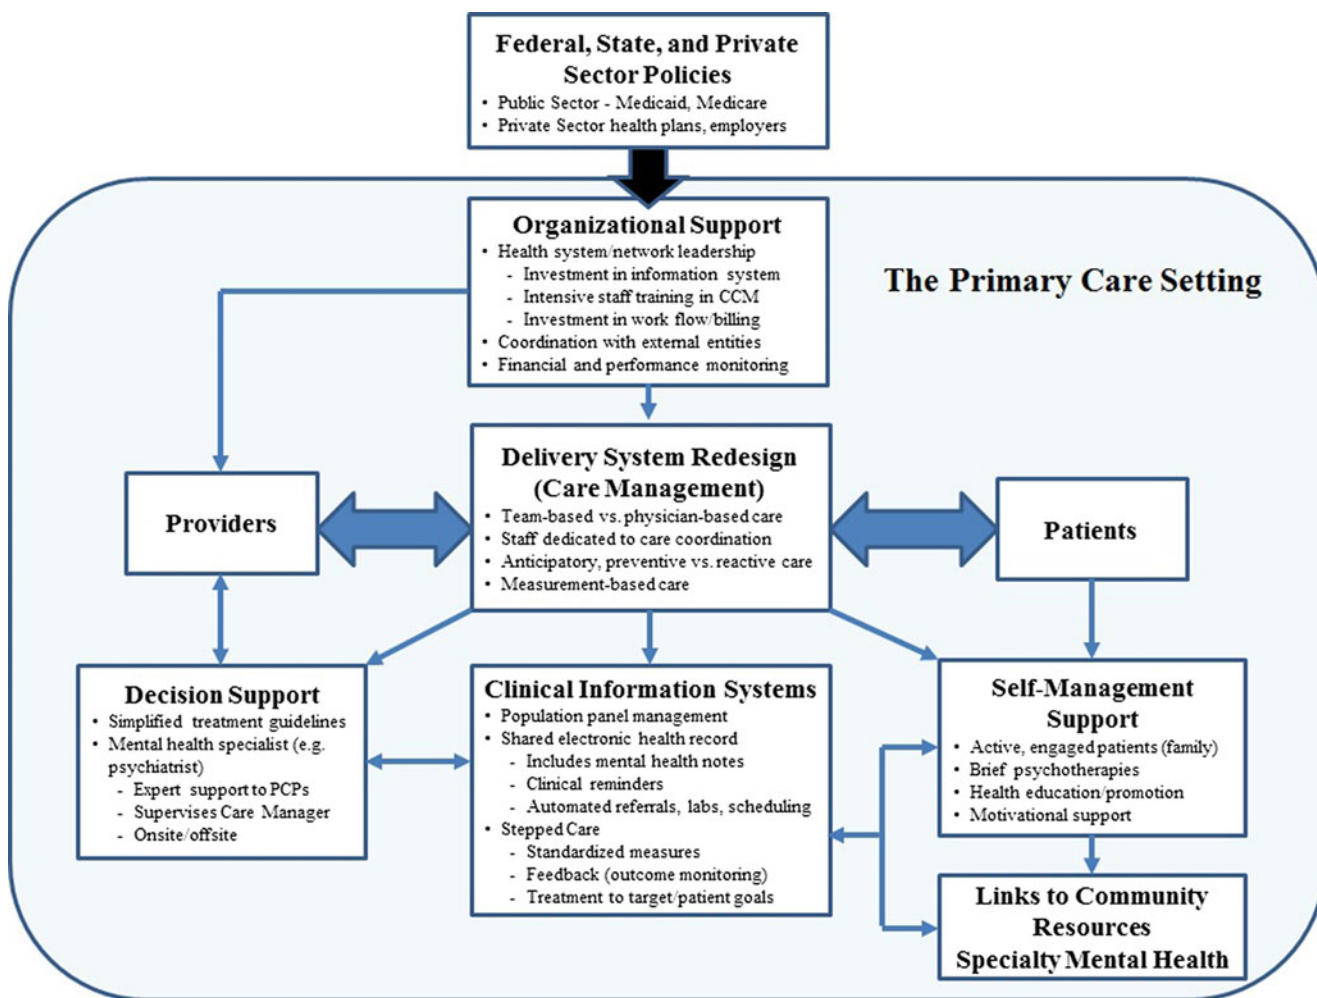 Federal, State, and Private
Sector Policies
• Public Sector - Medicaid, Medicare
• Private Sector health plans, employers
Organizational Support
• Health system/network leadership
- Investment in information system
- Intensive staff training in CCM
- Investment in work flow/billing
• Coordination with external entities
• Financial and performance monitoring
The Primary Care Setting
Providers
Delivery System Redesign
(Care Management)
• Team-based vs. physician-based care
• Staff dedicated to care coordination
• Anticipatory, preventive vs. reactive care
• Measurement-based care
Patients
Decision Support
• Simplified treatment guidelines
• Mental health specialist (e.g.
psychiatrist)
- Expert support to PCPs
- Supervises Care Manager
- Onsite/offsite
Clinical Information Systems
• Population panel management
• Shared electronic health record
- Includes mental health notes
- Clinical reminders
- Automated referrals, labs, scheduling
• Stepped Care
- Standardized measures
- Feedback (outcome monitoring)
- Treatment to target/patient goals
Self-Management
Support
• Active, engaged patients (family)
• Brief psychotherapies
• Health education/promotion
• Motivational support
Links to Community
Resources
Specialty Mental Health